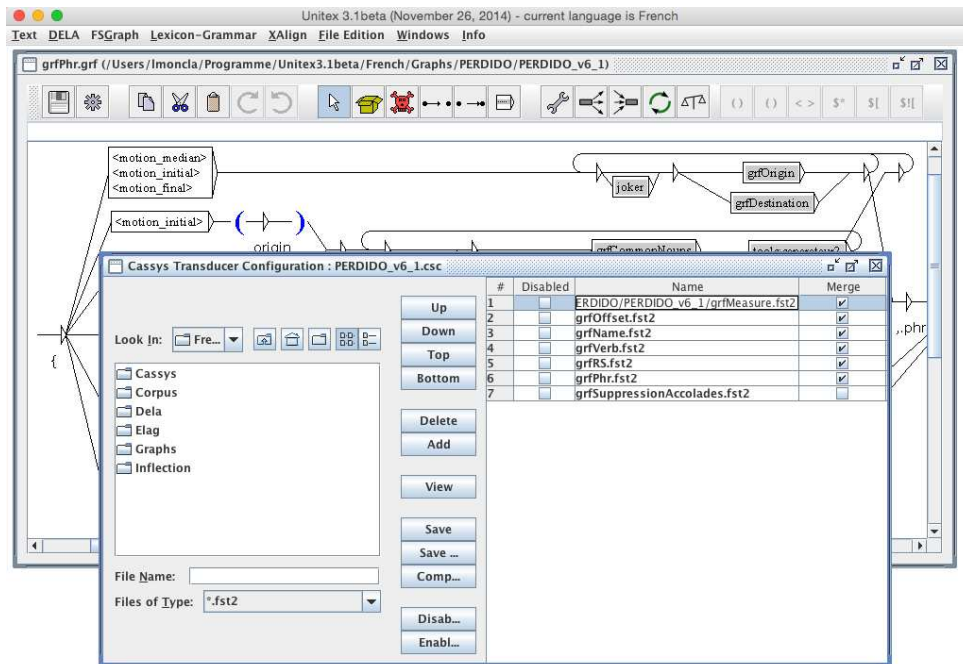 Unitex 3.1beta (November 26, 2014) - current language is French
Text DELA FSGraph Lexicon-Grammar XAlign File Edition Windows Info
grfPhr.grf (/Users/lmoncla/Programme/Unitex3.1beta/French/Graphs/PERDIDO/PERDIDO_v6_1)
( ) ( ) < > $* $[ $![
<motion_median>
<motion_initial>
<motion_final>
joker
grfOrigin
grfDestination
<motion_initial> ( )
origin
grfCommonNouns
{
,.phr
Cassys Transducer Configuration : PERDIDO_v6_1.csc
Look In: Fre...
Cassys
Corpus
Dela
Elag
Graphs
Inflection
File Name:
Files of Type: *.fst2
Up
Down
Top
Bottom
Delete
Add
View
Save
Save ...
Comp...
Disab...
Enabl...
# Disabled Name Merge
1 ERDIDO/PERDIDO_v6_1/grfMeasure.fst2
2 grfOffset.fst2
3 grfName.fst2
4 grfVerb.fst2
5 grfRS.fst2
6 grfPhr.fst2
7 grfSuppressionAccolades.fst2